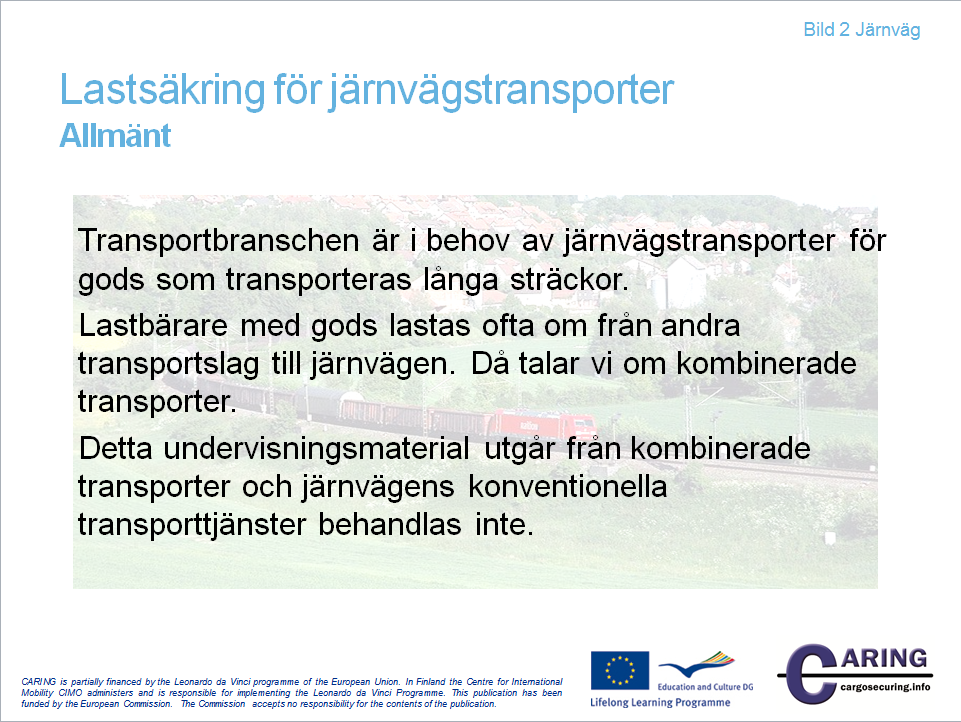 Bild 2 Järnväg
Lastsäkring för järnvägstransporter
Allmänt
Transportbranschen är i behov av järnvägstransporter för
gods som transporteras långa sträckor.
Lastbärare med gods lastas ofta om från andra
transportslag till järnvägen. Då talar vi om kombinerade
transporter.
Detta undervisningsmaterial utgår från kombinerade
transporter och järnvägens konventionella
transporttjänster behandlas inte.
CARING is partially financed by the Leonardo da Vinci programme of the European Union. In Finland the Centre for International
Mobility CIMO administers and is responsible for implementing the Leonardo da Vinci Programme. This publication has been
funded by the European Commission. The Commission accepts no responsibility for the contents of the publication.
Education and Culture DG
Lifelong Learning Programme
CARING
cargosecuring.info